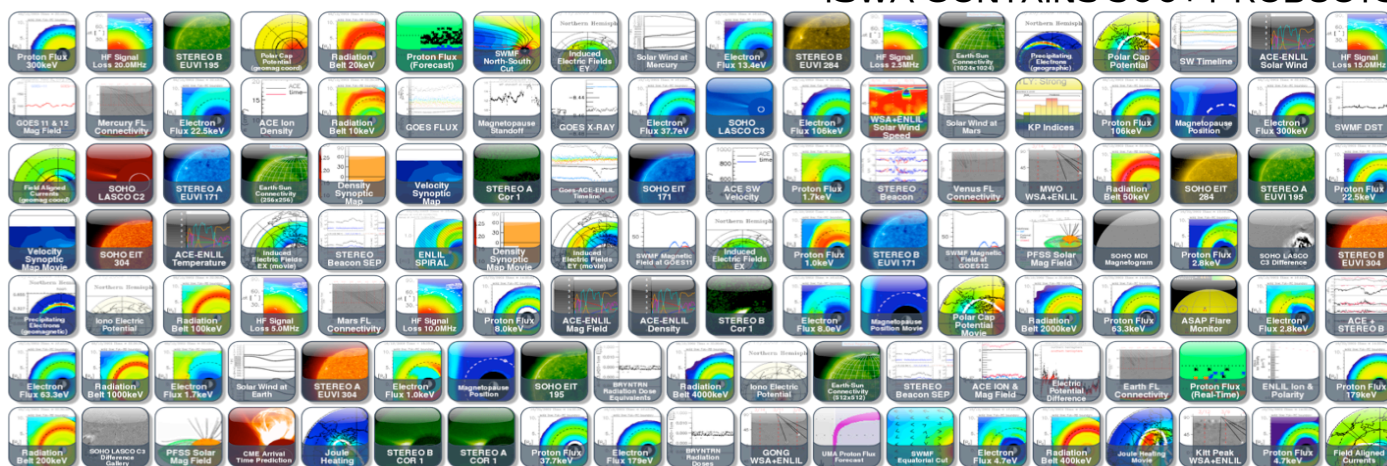 ISWA CONTAINS 300+ PRODUCTS
Proton Flux 300keV
HF Signal Loss 20.0MHz
STEREO B EUVI 195
Polar Cap Potential (geomag coord)
Radiation Belt 20keV
Proton Flux (Forecast)
SWMF North-South Cut
Northern Hemisph
Induced Electric Fields EY
Solar Wind at Mercury
Electron Flux 13.4eV
STEREO B EUVI 284
HF Signal Loss 2.5MHz
Earth-Sun Connectivity (1024x1024)
Northern Hemisph
Precipitating Electrons (geographic)
Polar Cap Potential
SW Timeline
ACE-ENLIL Solar Wind
HF Signal Loss 15.0MHz
GOES 11 & 12 Mag Field
Mercury FL Connectivity
Electron Flux 22.5keV
ACE time
ACE Ion Density
Radiation Belt 10keV
GOES FLUX
Magnetopause Standoff
GOES X-RAY
Electron Flux 37.7eV
SOHO LASCO C3
Electron Flux 106keV
WSA+ENLIL Solar Wind Speed
Solar Wind at Mars
EV: Strong
KP Indices
Proton Flux 106keV
Magnetopause Position
Electron Flux 300keV
SWMF DST
Field Aligned Currents (geomag coord)
SOHO LASCO C2
STEREO A EUVI 171
Earth-Sun Connectivity (256x256)
Density Synoptic Map
Velocity Synoptic Map
STEREO A Cor 1
Goes-ACE-ENLIL Timeline
SOHO EIT 171
ACE time
ACE SW Velocity
Proton Flux 1.7keV
STEREO Beacon
Venus FL Connectivity
MWO WSA+ENLIL
Radiation Belt 50keV
SOHO EIT 284
STEREO A EUVI 195
Proton Flux 22.5keV
Velocity Synoptic Map Movie
SOHO EIT 304
ACE-ENLIL Temperature
Induced Electric Fields EX (movie)
STEREO Beacon SEP
ENLIL SPIRAL
Density Synoptic Map Movie
Induced Electric Fields EY (movie)
SWMF Magnetic Field at GOES11
Northern Hemisph
Induced Electric Fields EX
Proton Flux 1.0keV
STEREO B EUVI 171
SWMF Magnetic Field at GOES12
PFSS Solar Mag Field
SOHO MDI Magnetogram
Proton Flux 2.8keV
SOHO LASCO C3 Difference
STEREO B EUVI 304
Precipitating Electrons (geomagnetic)
Northern Hemisph
Iono Electric Potential
Radiation Belt 100keV
HF Signal Loss 5.0MHz
Mars FL Connectivity
HF Signal Loss 10.0MHz
Proton Flux 8.0keV
ACE-ENLIL Mag Field
ACE-ENLIL Density
STEREO B Cor 1
Electron Flux 8.0eV
Magnetopause Position Movie
Polar Cap Potential Movie
Radiation Belt 2000keV
Proton Flux 63.3keV
ASAP Flare Monitor
Electron Flux 2.8keV
ACE + STEREO B
Electron Flux 63.3eV
Radiation Belt 1000keV
Electron Flux 1.7keV
Solar Wind at Earth
STEREO A EUVI 304
Electron Flux 1.0keV
Magnetopause Position
SOHO EIT 195
BRYNTRN Radiation Dose Equivalents
Radiation Belt 4000keV
Northern Hemisph
Iono Electric Potential
Earth-Sun Connectivity (512x512)
STEREO Beacon SEP
ACE ION & Mag Field
Electric Potential Difference
Earth FL Connectivity
Proton Flux (Real-Time)
ENLIL Ion & Polarity
Proton Flux 179keV
Radiation Belt 200keV
SOHO LASCO C3 Difference Gallery
PFSS Solar Mag Field
CME Arrival Time Prediction
Joule Heating
STEREO B COR 1
STEREO A COR 1
Proton Flux 37.7keV
Electron Flux 179eV
BRYNTRN Radiation Doses
GONG WSA+ENLIL
UMA Proton Flux Forecast
SWMF Equatorial Cut
Electron Flux 4.7eV
Radiation Belt 400keV
Joule Heating Movie
Kitt Peak WSA+ENLIL
Proton Flux 4.7keV
Field Aligned Currents